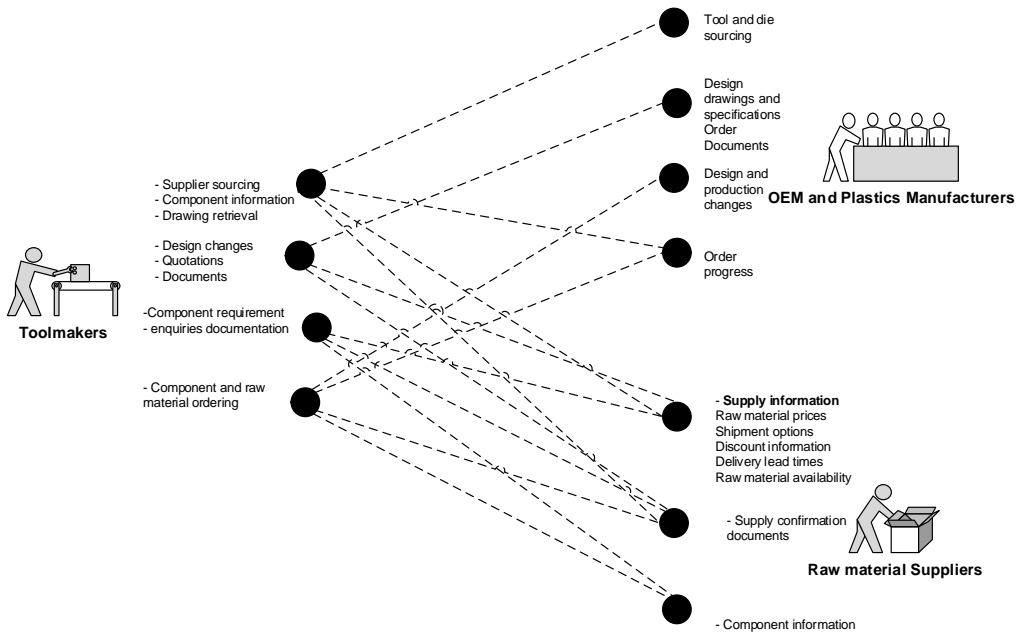 Tool and die
sourcing
Design
drawings and
specifications
Order
Documents
Design and
production
changes
OEM and Plastics Manufacturers
Order
progress
- Supplier sourcing
- Component information
- Drawing retrieval
- Design changes
- Quotations
- Documents
Toolmakers
-Component requirement
- enquiries documentation
- Component and raw
material ordering
- Supply information
Raw material prices
Shipment options
Discount information
Delivery lead times
Raw material availability
- Supply confirmation
documents
Raw material Suppliers
- Component information